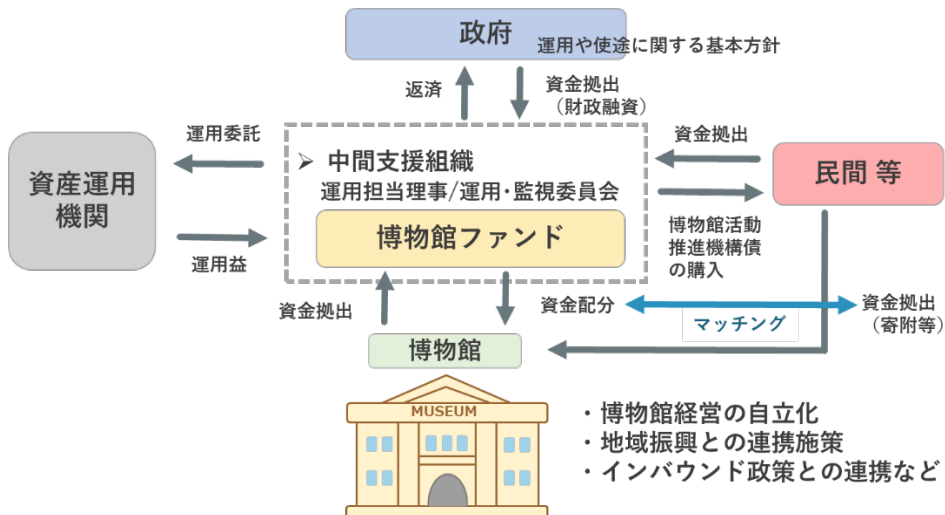 政府
運用や使途に関する基本方針
返済
資金拠出
（財政融資）
運用委託
資金拠出
➢ 中間支援組織
運用担当理事/運用・監視委員会
資産運用
機関
民間 等
博物館ファンド
博物館活動
推進機構債
の購入
運用益
資金拠出
資金配分
マッチング
資金拠出
（寄附等）
博物館
MUSEUM
・博物館経営の自立化
・地域振興との連携施策
・インバウンド政策との連携など